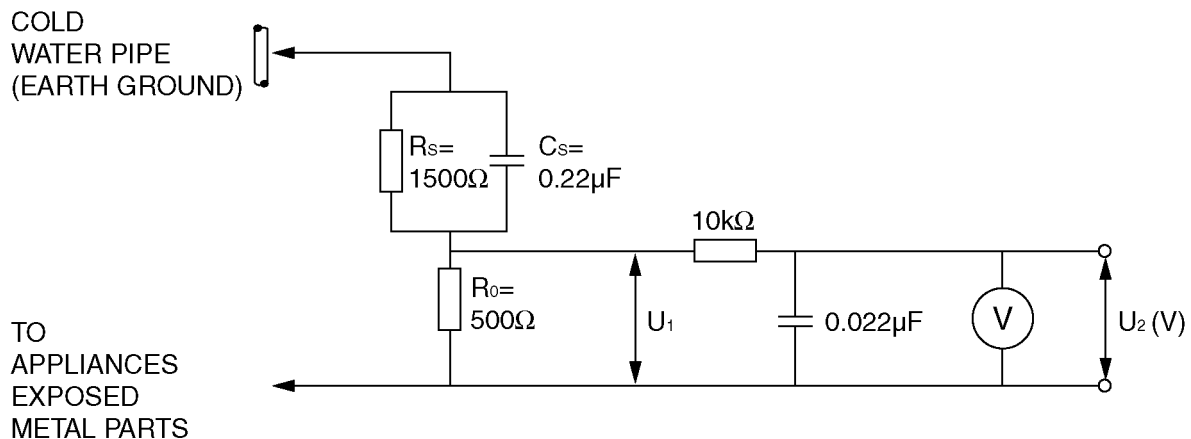 COLD
WATER PIPE
(EARTH GROUND)
RS=
1500Ω
CS=
0.22µF
10kΩ
R0=
500Ω
U1
0.022µF
V
U2 (V)
TO
APPLIANCES
EXPOSED
METAL PARTS